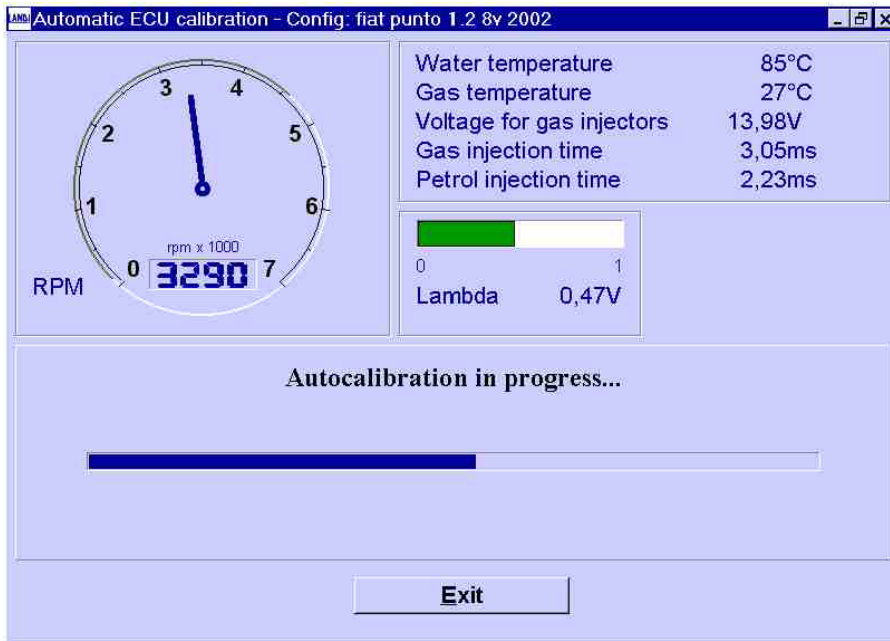 LANDI Automatic ECU calibration - Config: fiat punto 1.2 8v 2002
0 1 2 3 4 5 6 7
rpm x 1000
3290
RPM
Water temperature 85°C
Gas temperature 27°C
Voltage for gas injectors 13,98V
Gas injection time 3,05ms
Petrol injection time 2,23ms
0 1
Lambda 0,47V
Autocalibration in progress...
Exit